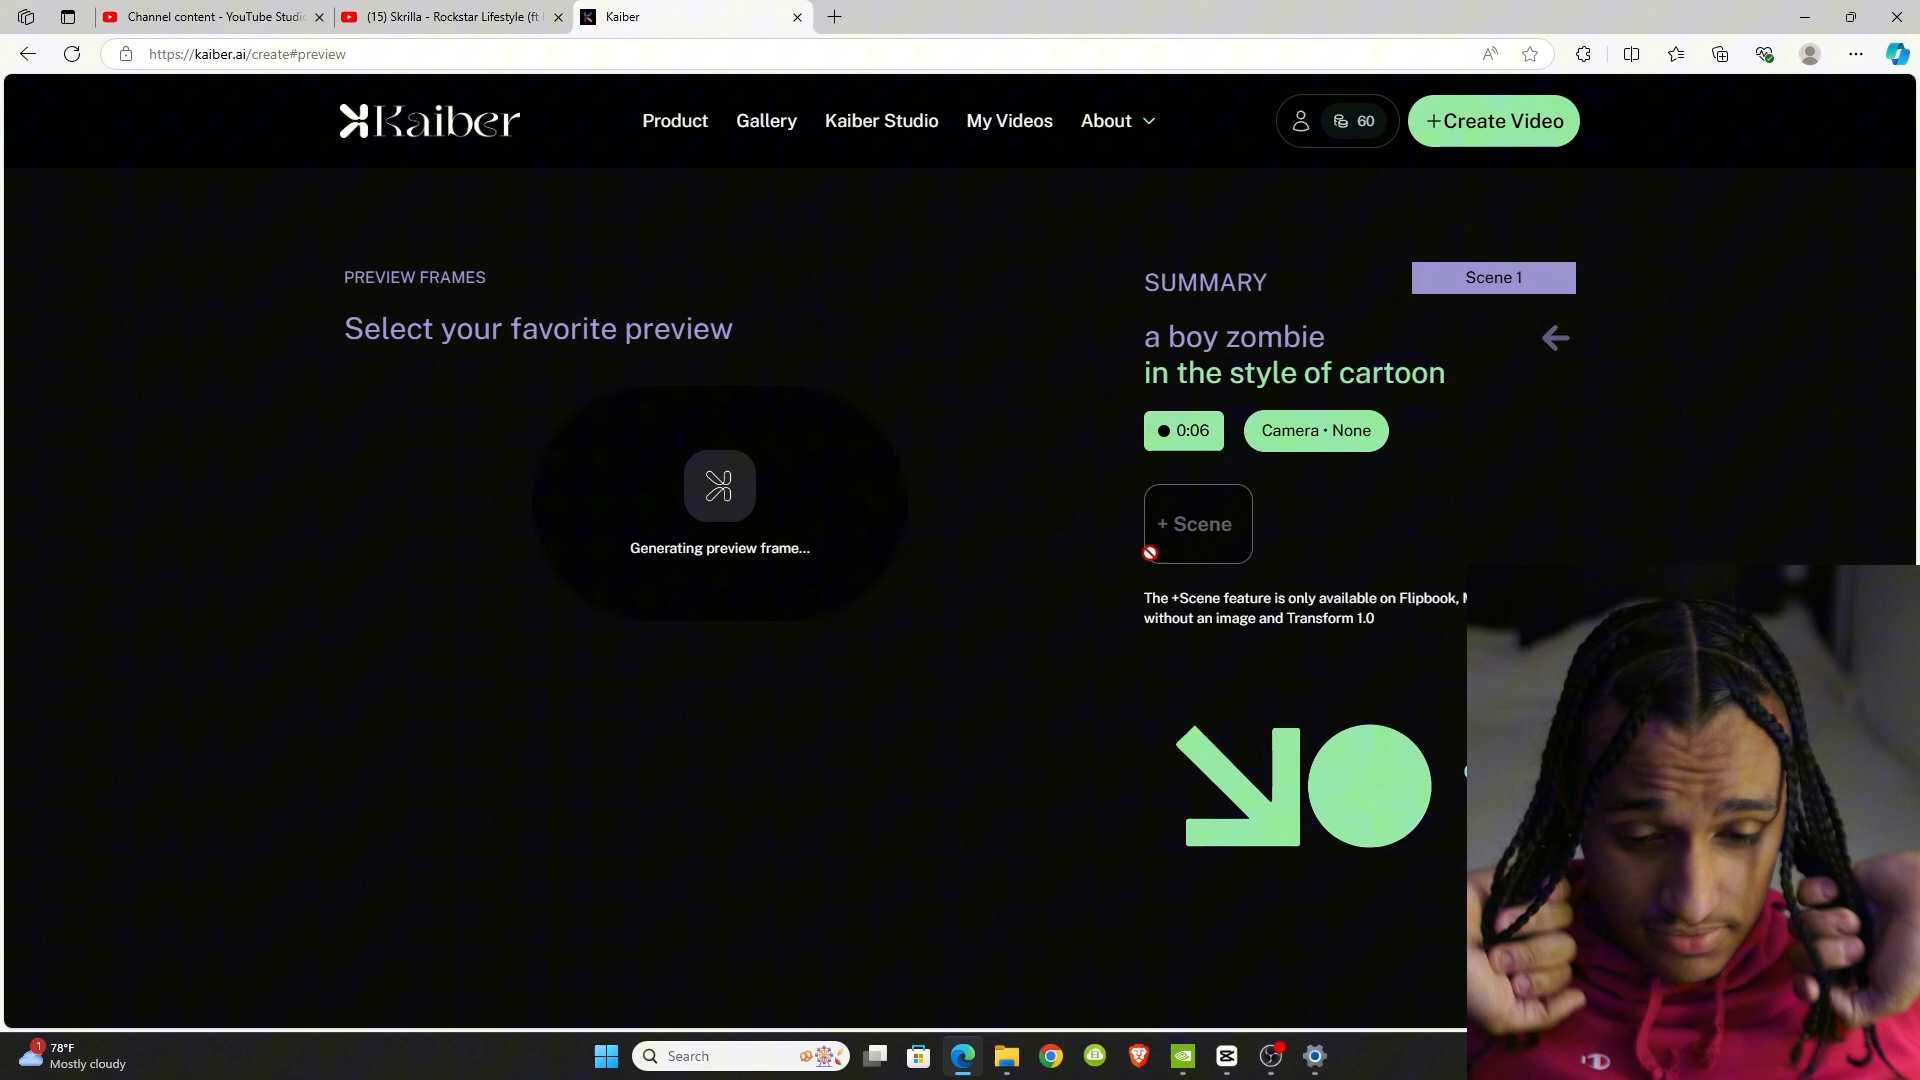 Channel content - YouTube Studio
(15) Skrilla - Rockstar Lifestyle (ft
Kaiber
https://kaiber.ai/create#preview
Kaiber
Product
Gallery
Kaiber Studio
My Videos
About
60
+Create Video
PREVIEW FRAMES
Select your favorite preview
Generating preview frame...
SUMMARY
Scene 1
a boy zombie
in the style of cartoon
0:06
Camera • None
+ Scene
The +Scene feature is only available on Flipbook,
without an image and Transform 1.0
1
78°F
Mostly cloudy
Search